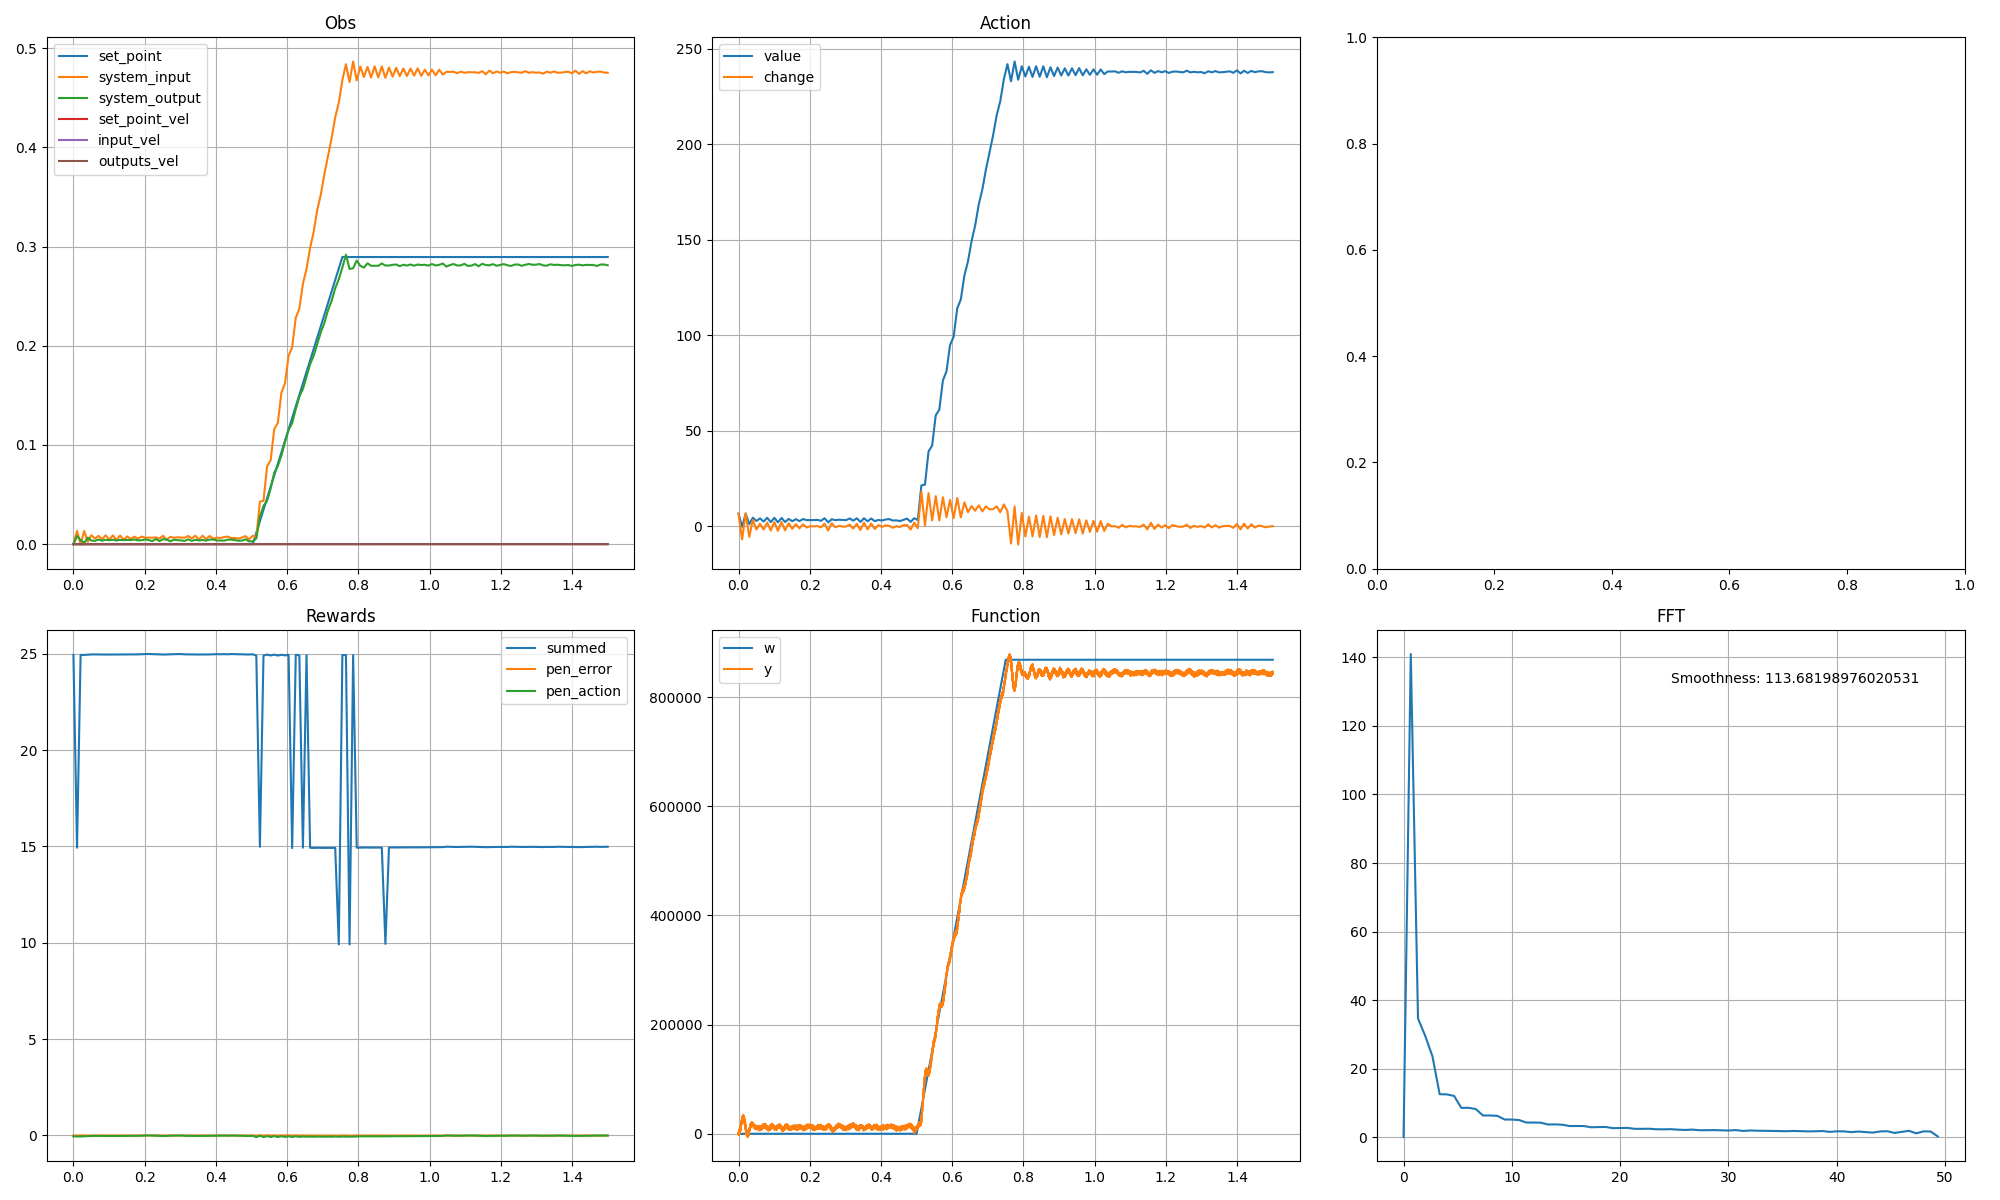 Obs
set_point
system_input
system_output
set_point_vel
input_vel
outputs_vel
0.5
0.4
0.3
0.2
0.1
0.0
0.0 0.2 0.4 0.6 0.8 1.0 1.2 1.4
Action
value
change
250
200
150
100
50
0
0.0 0.2 0.4 0.6 0.8 1.0 1.2 1.4
1.0
0.8
0.6
0.4
0.2
0.0
0.0 0.2 0.4 0.6 0.8 1.0
Rewards
summed
pen_error
pen_action
25
20
15
10
5
0
0.0 0.2 0.4 0.6 0.8 1.0 1.2 1.4
Function
w
y
800000
600000
400000
200000
0
0.0 0.2 0.4 0.6 0.8 1.0 1.2 1.4
FFT
Smoothness: 113.68198976020531
140
120
100
80
60
40
20
0
0 10 20 30 40 50